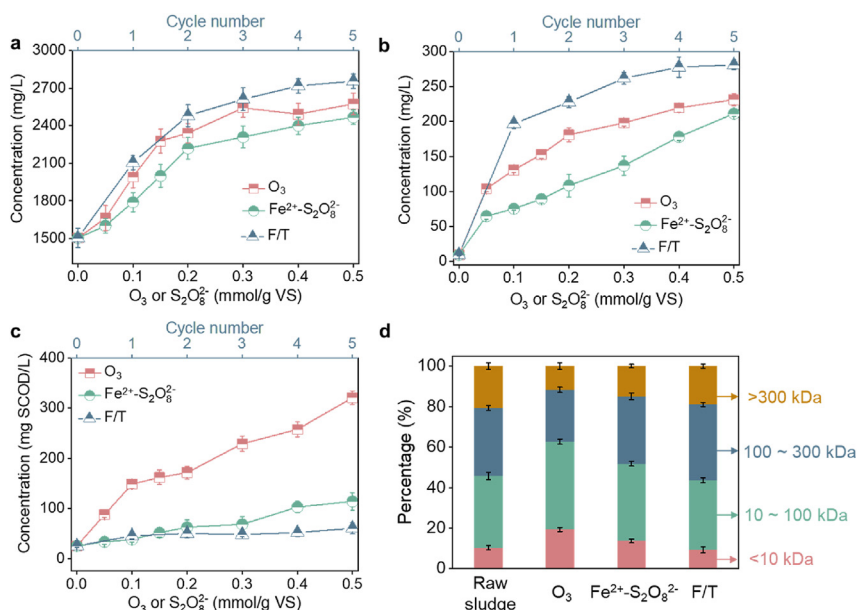 Cycle number
a
0 1 2 3 4 5
3000
2700
2400
2100
1800
1500
Concentration (mg/L)
O₃
Fe²⁺-S₂O₈²⁻
F/T
0.0 0.1 0.2 0.3 0.4 0.5
O₃ or S₂O₈²⁻ (mmol/g VS)
Cycle number
b
0 1 2 3 4 5
300
250
200
150
100
50
0
Concentration (mg/L)
O₃
Fe²⁺-S₂O₈²⁻
F/T
0.0 0.1 0.2 0.3 0.4 0.5
O₃ or S₂O₈²⁻ (mmol/g VS)
Cycle number
c
0 1 2 3 4 5
400
300
200
100
0
Concentration (mg SCOD/L)
O₃
Fe²⁺-S₂O₈²⁻
F/T
0.0 0.1 0.2 0.3 0.4 0.5
O₃ or S₂O₈²⁻ (mmol/g VS)
d
100
80
60
40
20
0
Percentage (%)
>300 kDa
100 ~ 300 kDa
10 ~ 100 kDa
<10 kDa
Raw O₃ Fe²⁺-S₂O₈²⁻ F/T
sludge